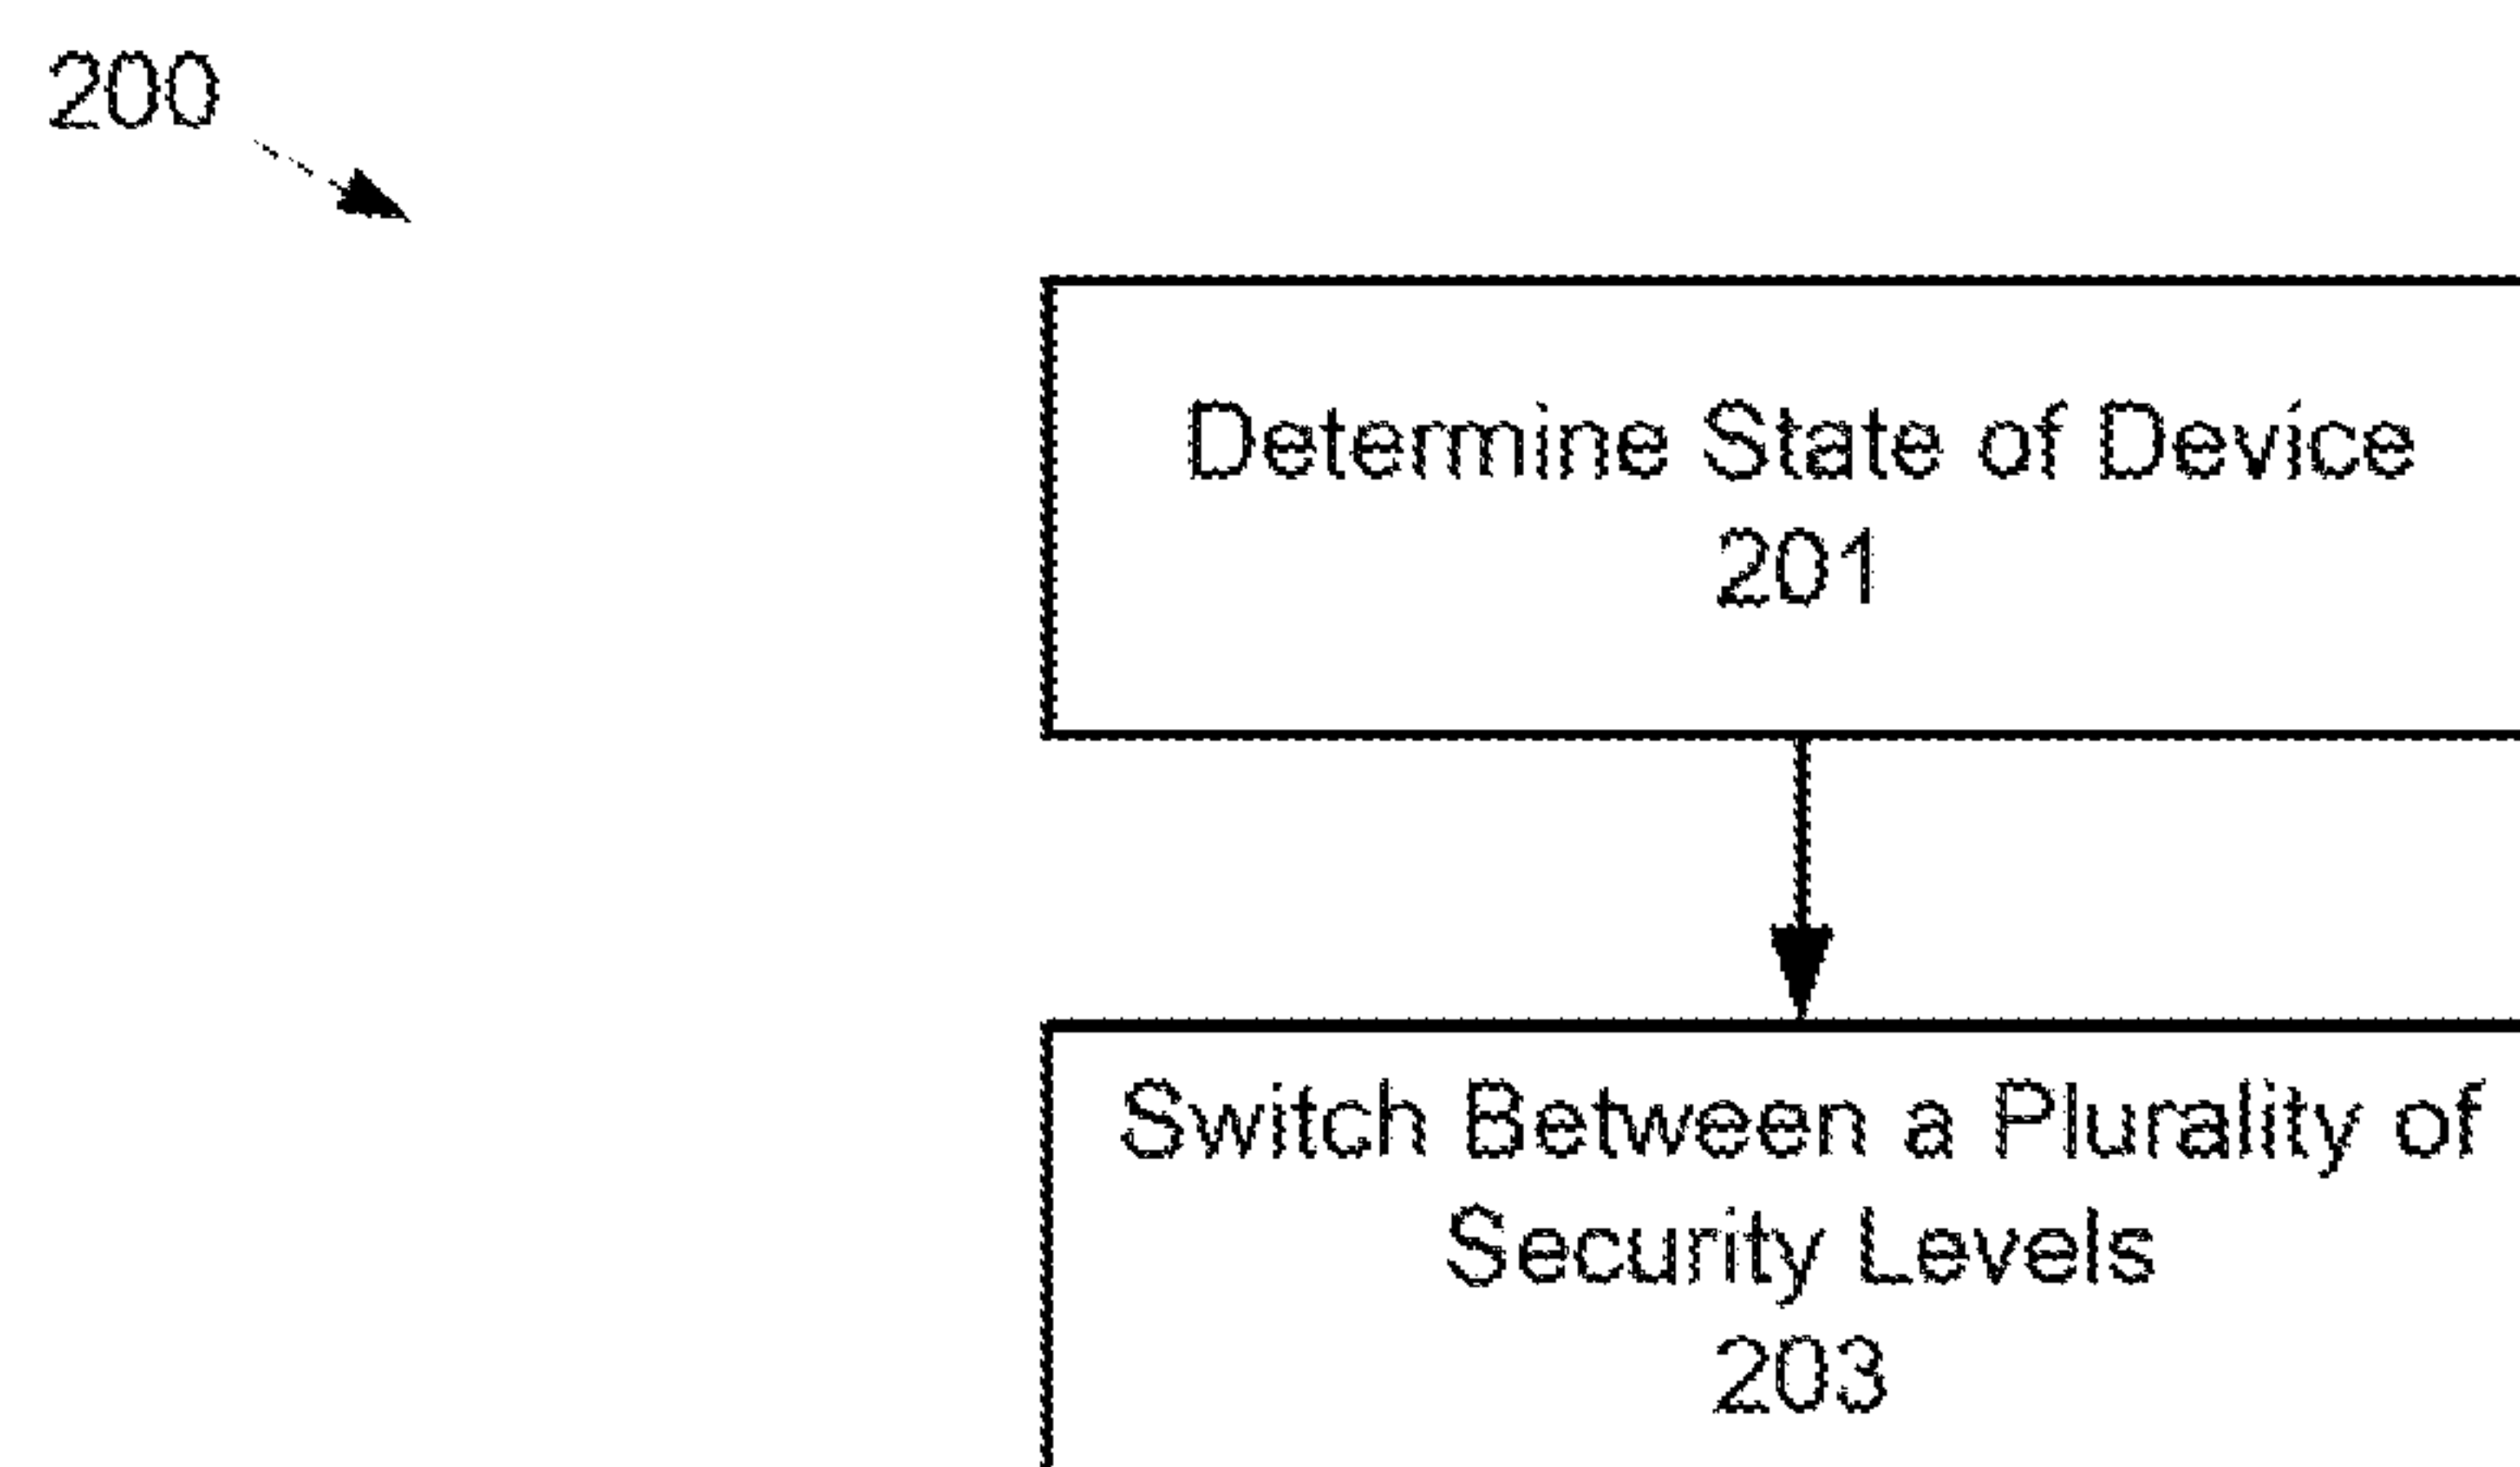 200
Determine State of Device
201
Switch Between a Plurality of
Security Levels
203